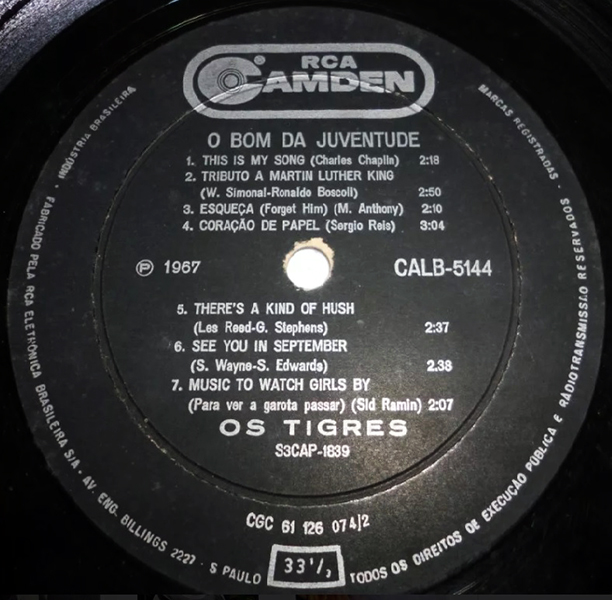 RCA
CAMDEN
O BOM DA JUVENTUDE
1. THIS IS MY SONG (Charles Chaplin) 2:18
2. TRIBUTO A MARTIN LUTHER KING
(W. Simonal-Ronaldo Boscoli) 2:50
3. ESQUEÇA (Forget Him) (M. Anthony) 2:10
4. CORAÇÃO DE PAPEL (Sergio Reis) 3:04
Ⓟ 1967 CALB-5144
5. THERE'S A KIND OF HUSH
(Les Reed-G. Stephens) 2:37
6. SEE YOU IN SEPTEMBER
(S. Wayne-S. Edwards) 2.38
7. MUSIC TO WATCH GIRLS BY
(Para ver a garota passar) (Sid Ramin) 2:07
OS TIGRES
S3CAP-1839
CGC 61 126 074/2
33 1/3
INDÚSTRIA BRASILEIRA
FABRICADO PELA RCA ELETRÔNICA BRASILEIRA S/A. AV. ENG. BILLINGS 2227 · S PAULO
MARCAS REGISTRADAS ·
TODOS OS DIREITOS DE EXECUÇÃO PÚBLICA E RADIOTRANSMISSÃO RESERVADOS